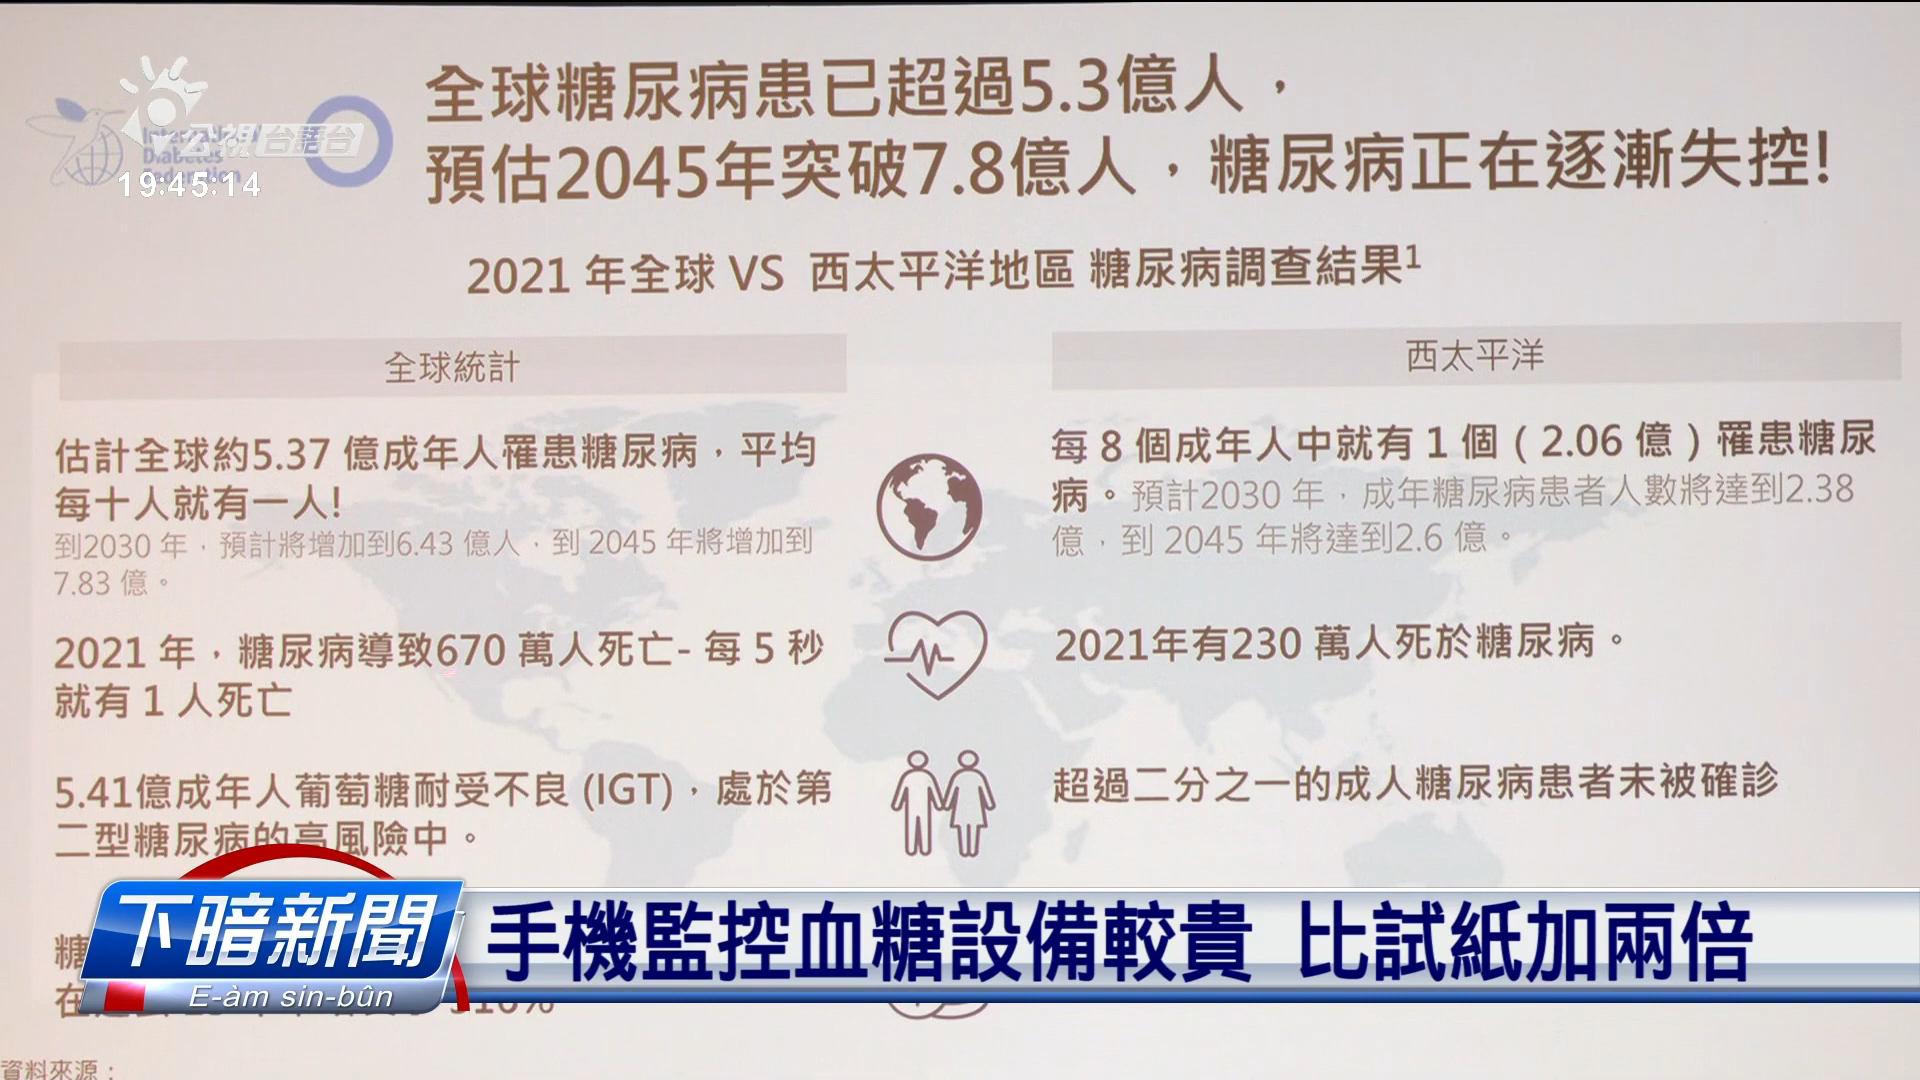 全球糖尿病患已超過5.3億人，
預估2045年突破7.8億人，糖尿病正在逐漸失控!
公視台語台
Diabetes
19:45:14
2021 年全球 VS 西太平洋地區 糖尿病調查結果1
全球統計
估計全球約5.37 億成年人罹患糖尿病，平均
每十人就有一人!
到2030 年，預計將增加到6.43 億人，到 2045 年將增加到
7.83 億。
2021 年，糖尿病導致670 萬人死亡- 每 5 秒
就有 1 人死亡
5.41億成年人葡萄糖耐受不良 (IGT)，處於第
二型糖尿病的高風險中。
西太平洋
每 8 個成年人中就有 1 個（2.06 億）罹患糖尿
病。預計2030 年，成年糖尿病患者人數將達到2.38
億，到 2045 年將達到2.6 億。
2021年有230 萬人死於糖尿病。
超過二分之一的成人糖尿病患者未被確診
糖
在
下暗新聞
E-àm sin-bûn
手機監控血糖設備較貴 比試紙加兩倍
資料來源：